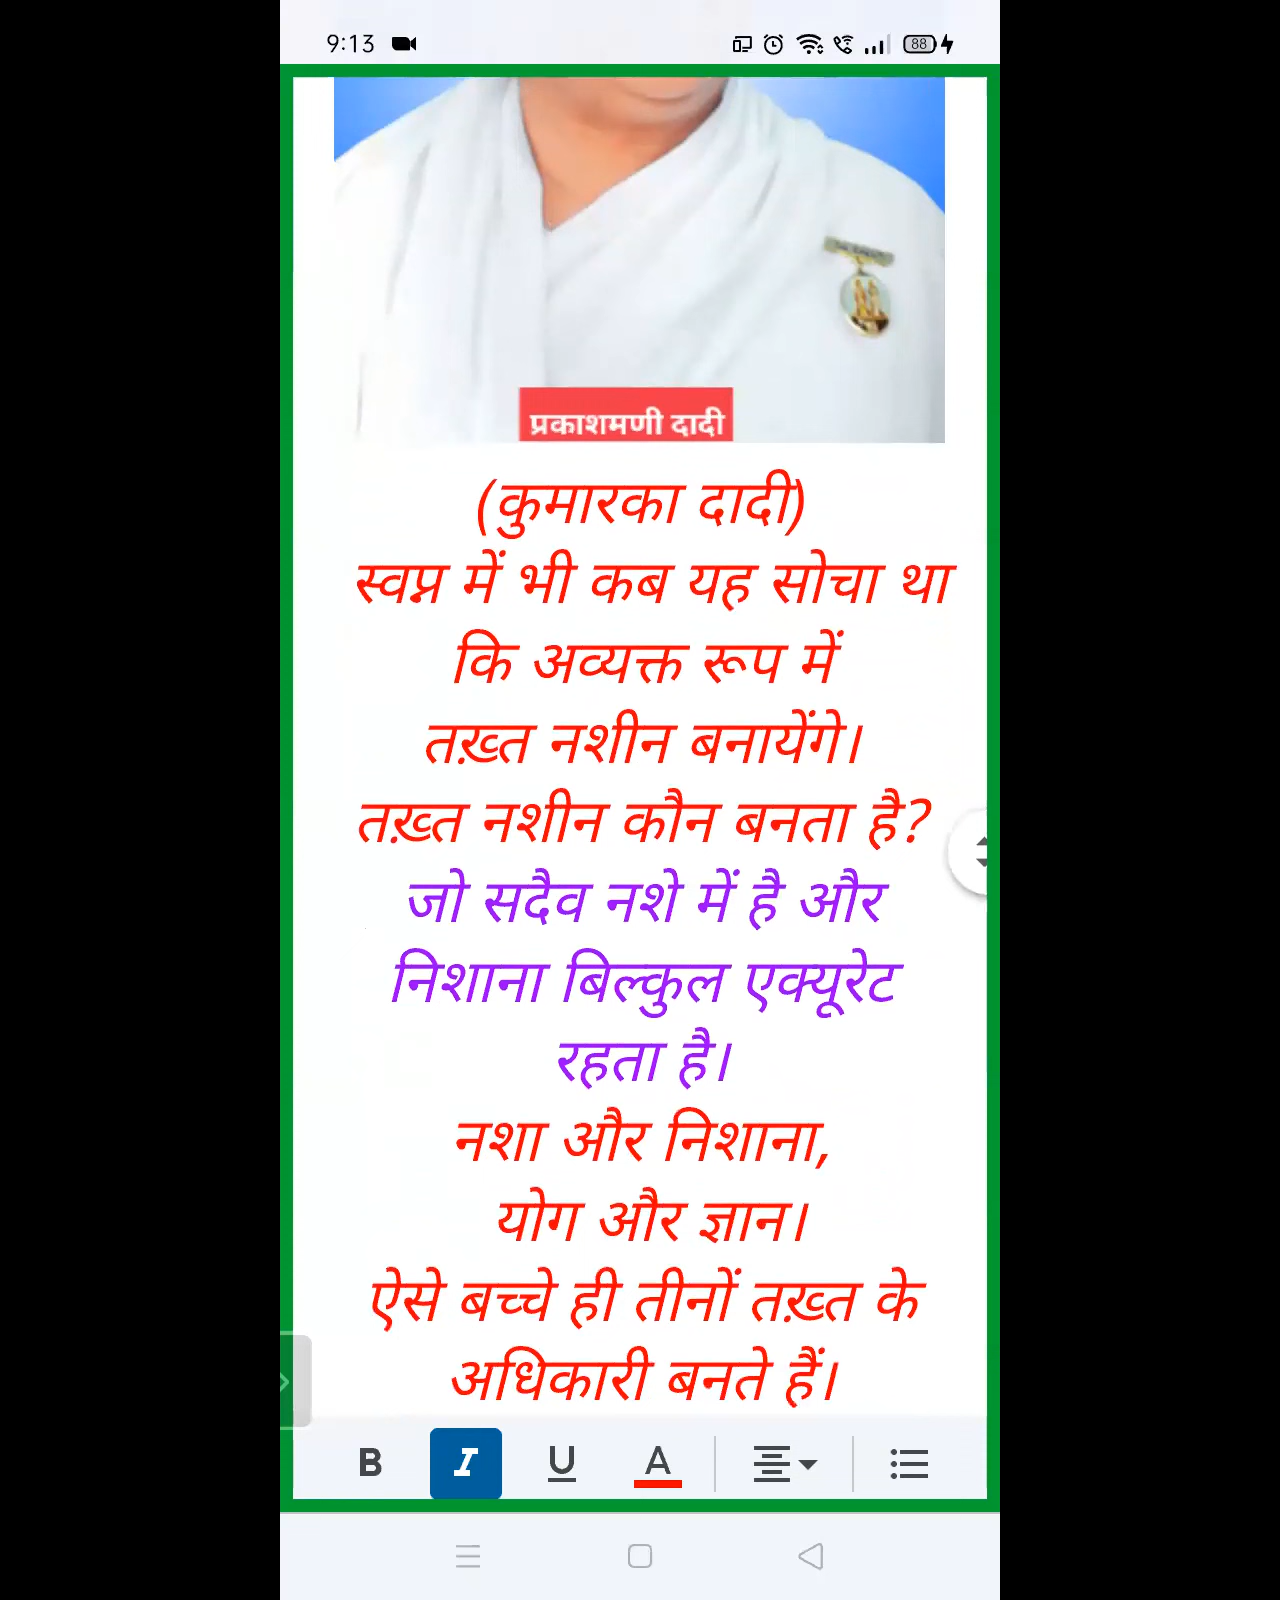 9:13
88
प्रकाशमणी दादी
(कुमारका दादी)
स्वप्न में भी कब यह सोचा था
कि अव्यक्त रूप में
तख़्त नशीन बनायेंगे।
तख़्त नशीन कौन बनता है?
जो सदैव नशे में है और
निशाना बिल्कुल एक्यूरेट
रहता है।
नशा और निशाना,
योग और ज्ञान।
ऐसे बच्चे ही तीनों तख़्त के
अधिकारी बनते हैं।
B I U A